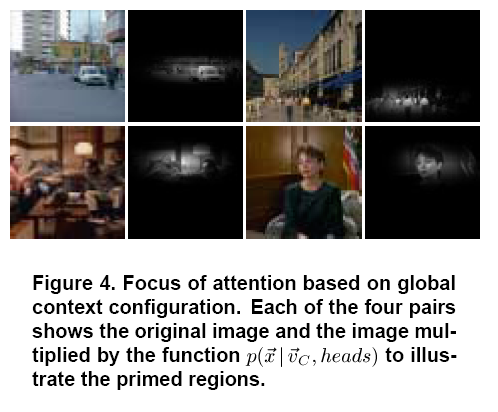 Figure 4. Focus of attention based on global
context configuration. Each of the four pairs
shows the original image and the image mul-
tiplied by the function p(x⃗ | v⃗_C, heads) to illus-
trate the primed regions.